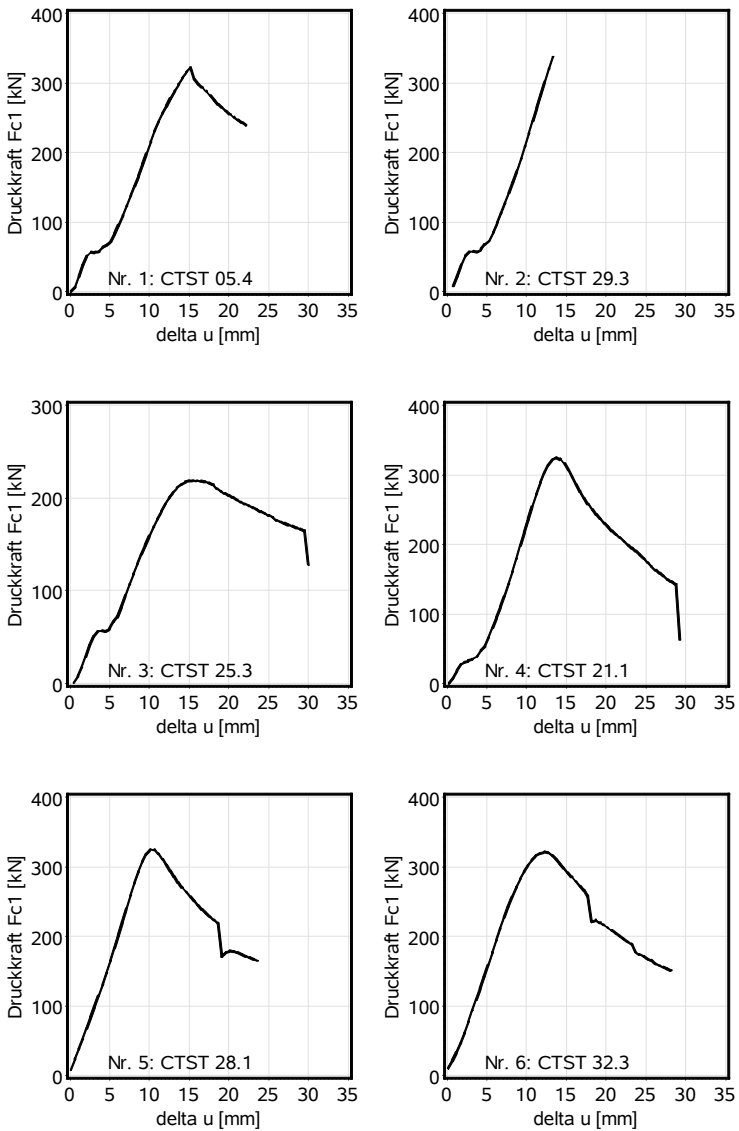 400
300
200
100
0
Druckkraft Fc1 [kN]
Nr. 1: CTST 05.4
0 5 10 15 20 25 30 35
delta u [mm]
400
300
200
100
0
Druckkraft Fc1 [kN]
Nr. 2: CTST 29.3
0 5 10 15 20 25 30 35
delta u [mm]
300
200
100
0
Druckkraft Fc1 [kN]
Nr. 3: CTST 25.3
0 5 10 15 20 25 30 35
delta u [mm]
400
300
200
100
0
Druckkraft Fc1 [kN]
Nr. 4: CTST 21.1
0 5 10 15 20 25 30 35
delta u [mm]
400
300
200
100
0
Druckkraft Fc1 [kN]
Nr. 5: CTST 28.1
0 5 10 15 20 25 30 35
delta u [mm]
400
300
200
100
0
Druckkraft Fc1 [kN]
Nr. 6: CTST 32.3
0 5 10 15 20 25 30 35
delta u [mm]